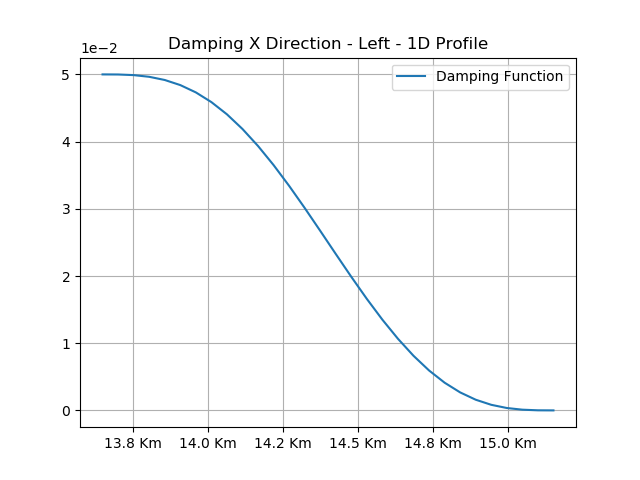 Damping X Direction - Left - 1D Profile
1e−2
Damping Function
5
4
3
2
1
0
13.8 Km 14.0 Km 14.2 Km 14.5 Km 14.8 Km 15.0 Km